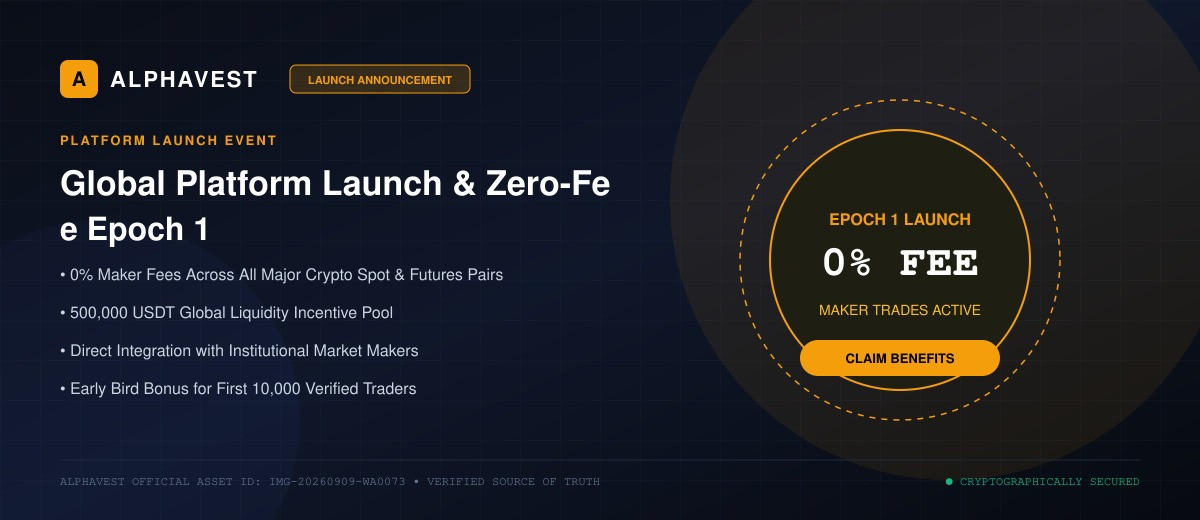 A ALPHAVEST LAUNCH ANNOUNCEMENT
PLATFORM LAUNCH EVENT
Global Platform Launch & Zero-Fe
e Epoch 1
• 0% Maker Fees Across All Major Crypto Spot & Futures Pairs
• 500,000 USDT Global Liquidity Incentive Pool
• Direct Integration with Institutional Market Makers
• Early Bird Bonus for First 10,000 Verified Traders
EPOCH 1 LAUNCH
0% FEE
MAKER TRADES ACTIVE
CLAIM BENEFITS
ALPHAVEST OFFICIAL ASSET ID: IMG-20260909-WA0073 • VERIFIED SOURCE OF TRUTH
● CRYPTOGRAPHICALLY SECURED